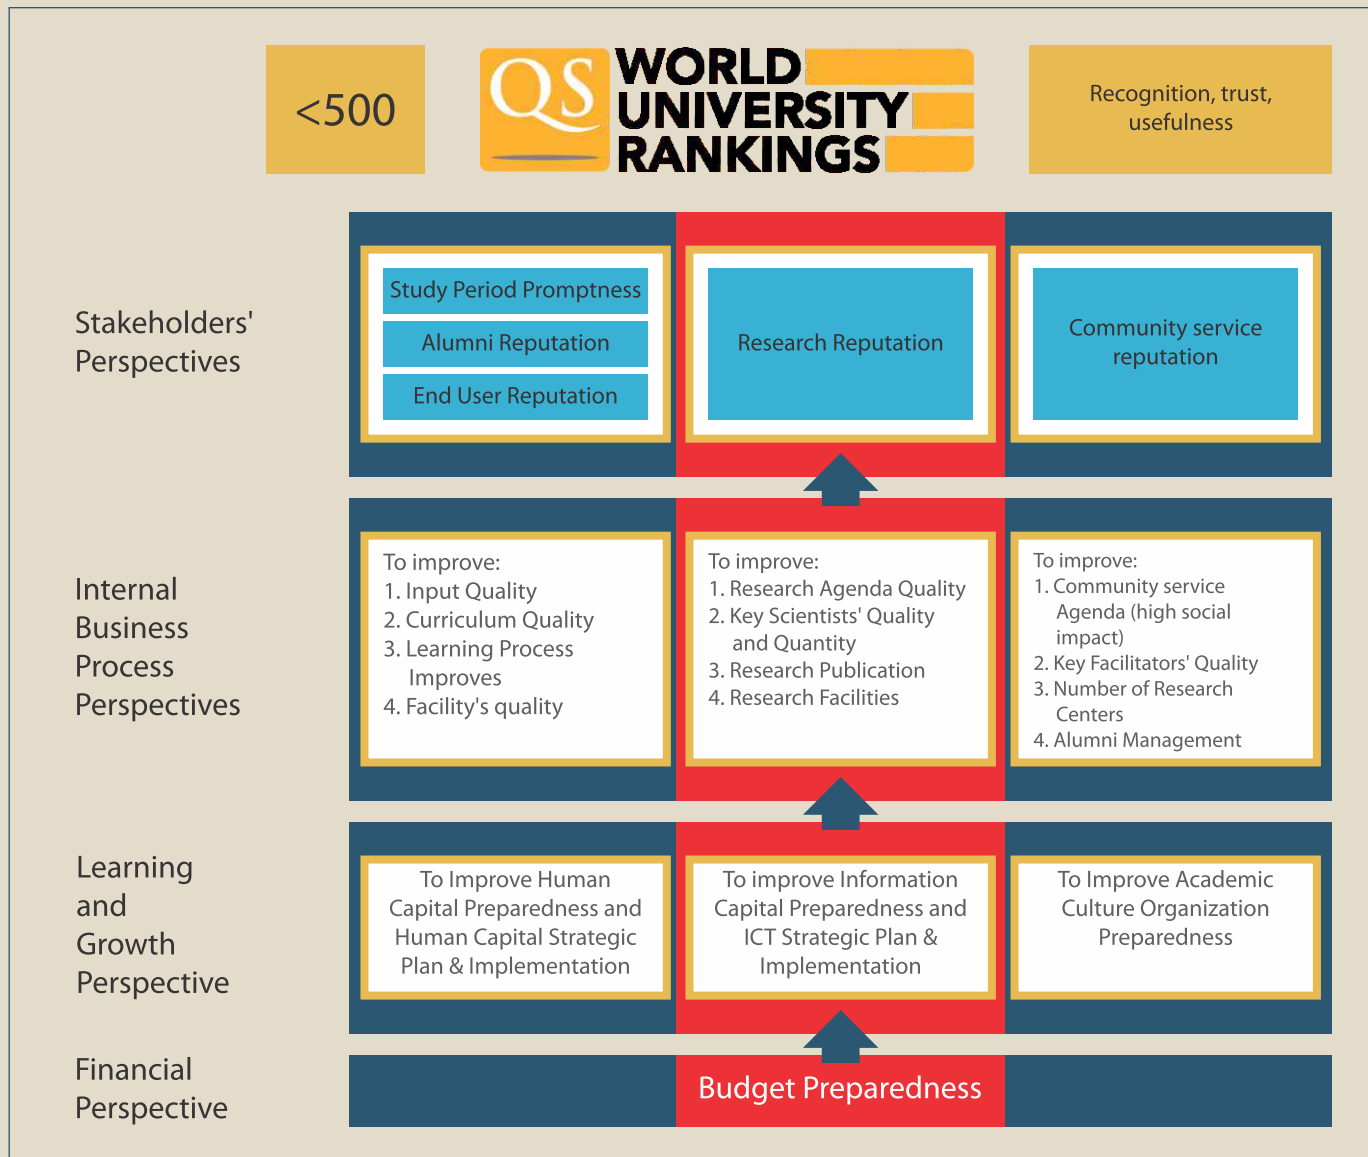 <500
QS
WORLD
UNIVERSITY
RANKINGS
Recognition, trust,
usefulness
Stakeholders'
Perspectives
Study Period Promptness
Alumni Reputation
End User Reputation
Research Reputation
Community service
reputation
Internal
Business
Process
Perspectives
To improve:
1. Input Quality
2. Curriculum Quality
3. Learning Process
Improves
4. Facility's quality
To improve:
1. Research Agenda Quality
2. Key Scientists' Quality
and Quantity
3. Research Publication
4. Research Facilities
To improve:
1. Community service
Agenda (high social
impact)
2. Key Facilitators' Quality
3. Number of Research
Centers
4. Alumni Management
Learning
and
Growth
Perspective
To Improve Human
Capital Preparedness and
Human Capital Strategic
Plan & Implementation
To improve Information
Capital Preparedness and
ICT Strategic Plan &
Implementation
To Improve Academic
Culture Organization
Preparedness
Financial
Perspective
Budget Preparedness